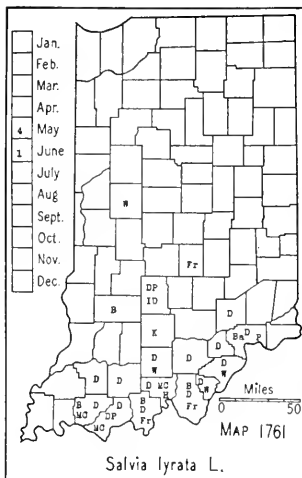 Jan.
Feb.
Mar.
Apr.
4 May
1 June
July
Aug
Sept.
Oct.
Nov.
Dec.
W
Fr
DP
IU
B
D
K
D
Ba D P
D
W
D
D
W
D MC
H
B
D
Fr
D
W
D D
B D D
MC
DP
MC
B
D
Fr
Miles
0 50
MAP 1761
Salvia lyrata L.